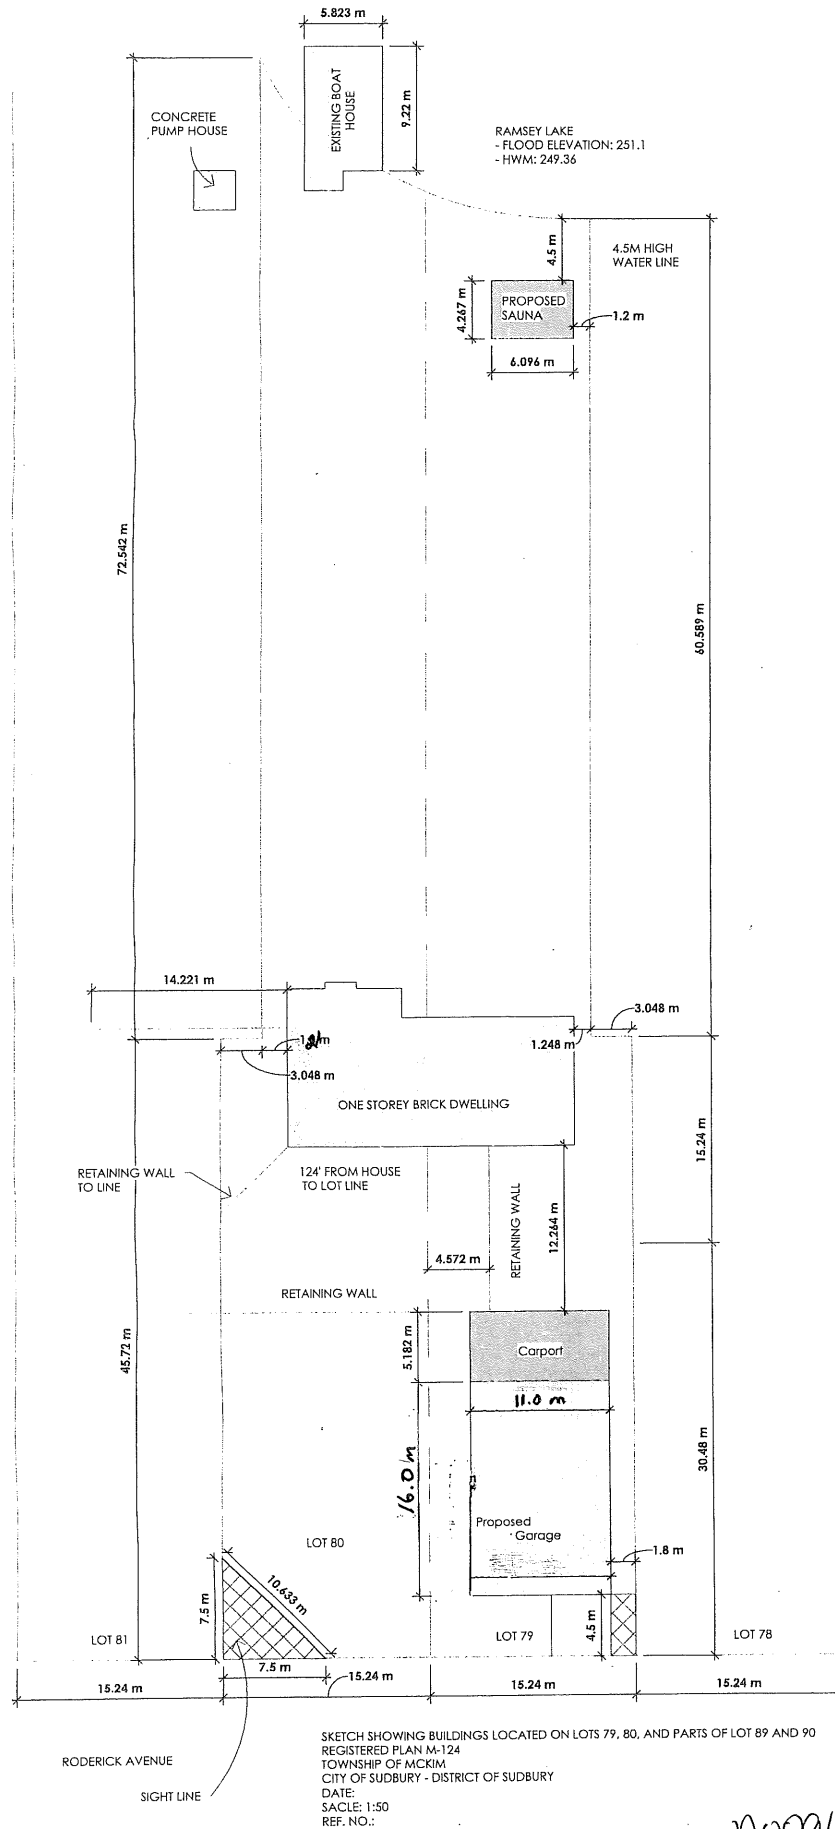 5.823 m
EXISTING BOAT
HOUSE
9.22 m
CONCRETE
PUMP HOUSE
RAMSEY LAKE
- FLOOD ELEVATION: 251.1
- HWM: 249.36
4.5 m
4.5M HIGH
WATER LINE
4.267 m
PROPOSED
SAUNA
1.2 m
6.096 m
72.542 m
60.589 m
14.221 m
3.048 m
3.048 m
1.248 m
ONE STOREY BRICK DWELLING
15.24 m
RETAINING WALL
TO LINE
124' FROM HOUSE
TO LOT LINE
RETAINING WALL
12.264 m
4.572 m
RETAINING WALL
5.182 m
Carport
45.72 m
11.0 m
30.48 m
16.0 m
Proposed
Garage
LOT 80
1.8 m
10.633 m
7.5 m
LOT 81
LOT 79
4.5 m
LOT 78
7.5 m
15.24 m
15.24 m
15.24 m
15.24 m
RODERICK AVENUE
SIGHT LINE
SKETCH SHOWING BUILDINGS LOCATED ON LOTS 79, 80, AND PARTS OF LOT 89 AND 90
REGISTERED PLAN M-124
TOWNSHIP OF MCKIM
CITY OF SUDBURY - DISTRICT OF SUDBURY
DATE:
SACLE: 1:50
REF. NO.: